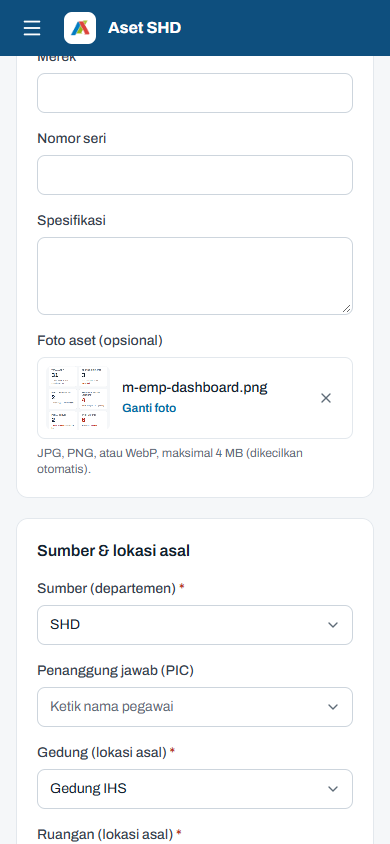 Aset SHD
Merek
Nomor seri
Spesifikasi
Foto aset (opsional)
m-emp-dashboard.png
Ganti foto
JPG, PNG, atau WebP, maksimal 4 MB (dikecilkan
otomatis).
Sumber & lokasi asal
Sumber (departemen) *
SHD
Penanggung jawab (PIC)
Ketik nama pegawai
Gedung (lokasi asal) *
Gedung IHS
Ruangan (lokasi asal) *